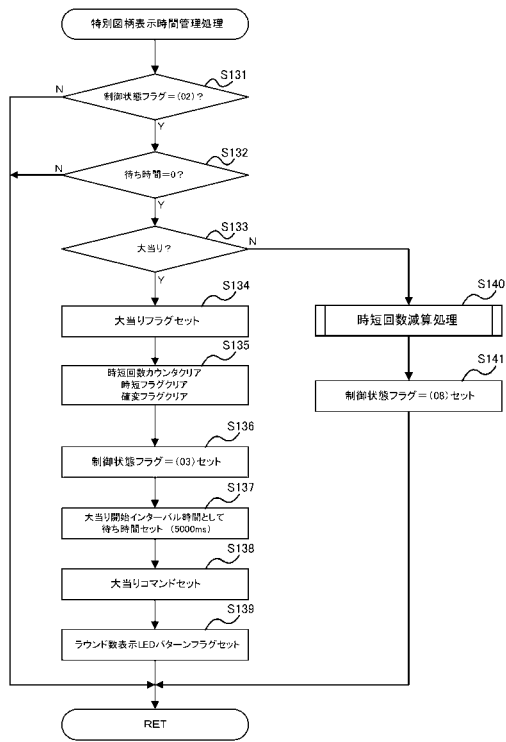 特別図柄表示時間管理処理
S131
制御状態フラグ=(02)?
N
Y
S132
待ち時間=0?
N
Y
S133
大当り?
N
Y
S134
大当りフラグセット
S135
時短回数カウンタクリア
時短フラグクリア
確変フラグクリア
S136
制御状態フラグ=(03)セット
S137
大当り開始インターバル時間として
待ち時間セット (5000ms)
S138
大当りコマンドセット
S139
ラウンド数表示LEDパターンフラグセット
S140
時短回数減算処理
S141
制御状態フラグ=(08)セット
RET